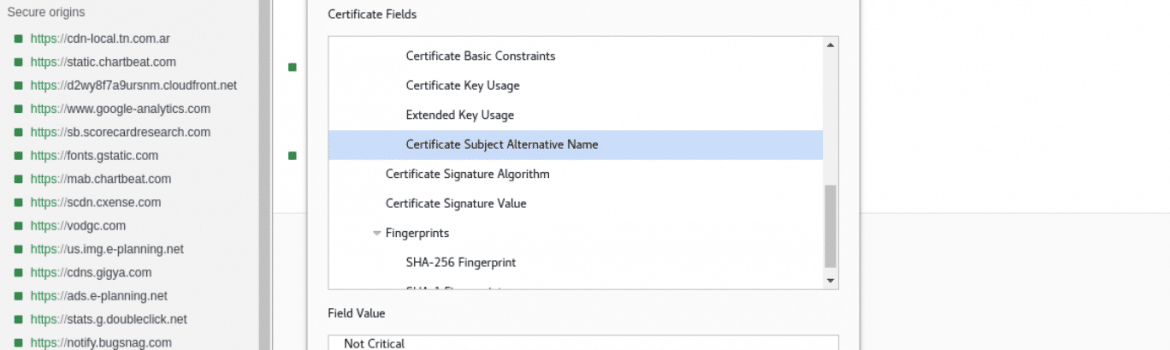 Secure origins
https://cdn-local.tn.com.ar
https://static.chartbeat.com
https://d2wy8f7a9ursnm.cloudfront.net
https://www.google-analytics.com
https://sb.scorecardresearch.com
https://fonts.gstatic.com
https://mab.chartbeat.com
https://scdn.cxense.com
https://vodgc.com
https://us.img.e-planning.net
https://cdns.gigya.com
https://ads.e-planning.net
https://stats.g.doubleclick.net
https://notify.bugsnag.com
Certificate Fields
Certificate Basic Constraints
Certificate Key Usage
Extended Key Usage
Certificate Subject Alternative Name
Certificate Signature Algorithm
Certificate Signature Value
Fingerprints
SHA-256 Fingerprint
Field Value
Not Critical